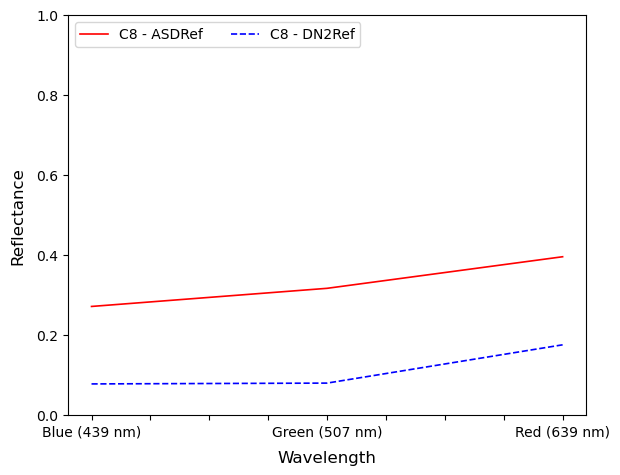 C8 - ASDRef
C8 - DN2Ref
1.0
0.8
0.6
0.4
0.2
0.0
Reflectance
Blue (439 nm)
Green (507 nm)
Red (639 nm)
Wavelength